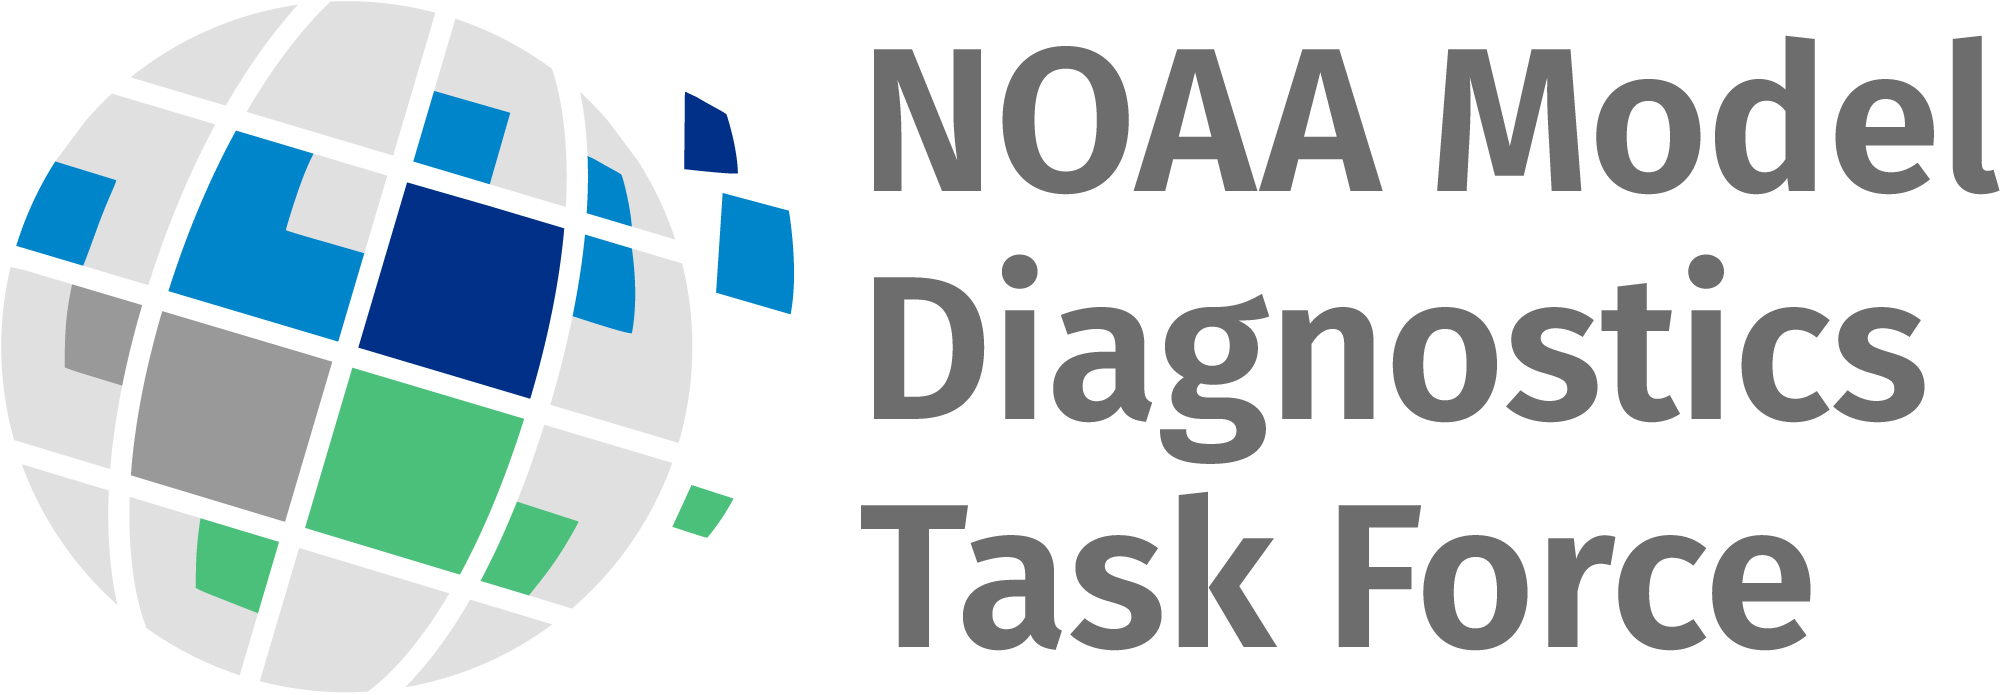 NOAA Model
Diagnostics
Task Force